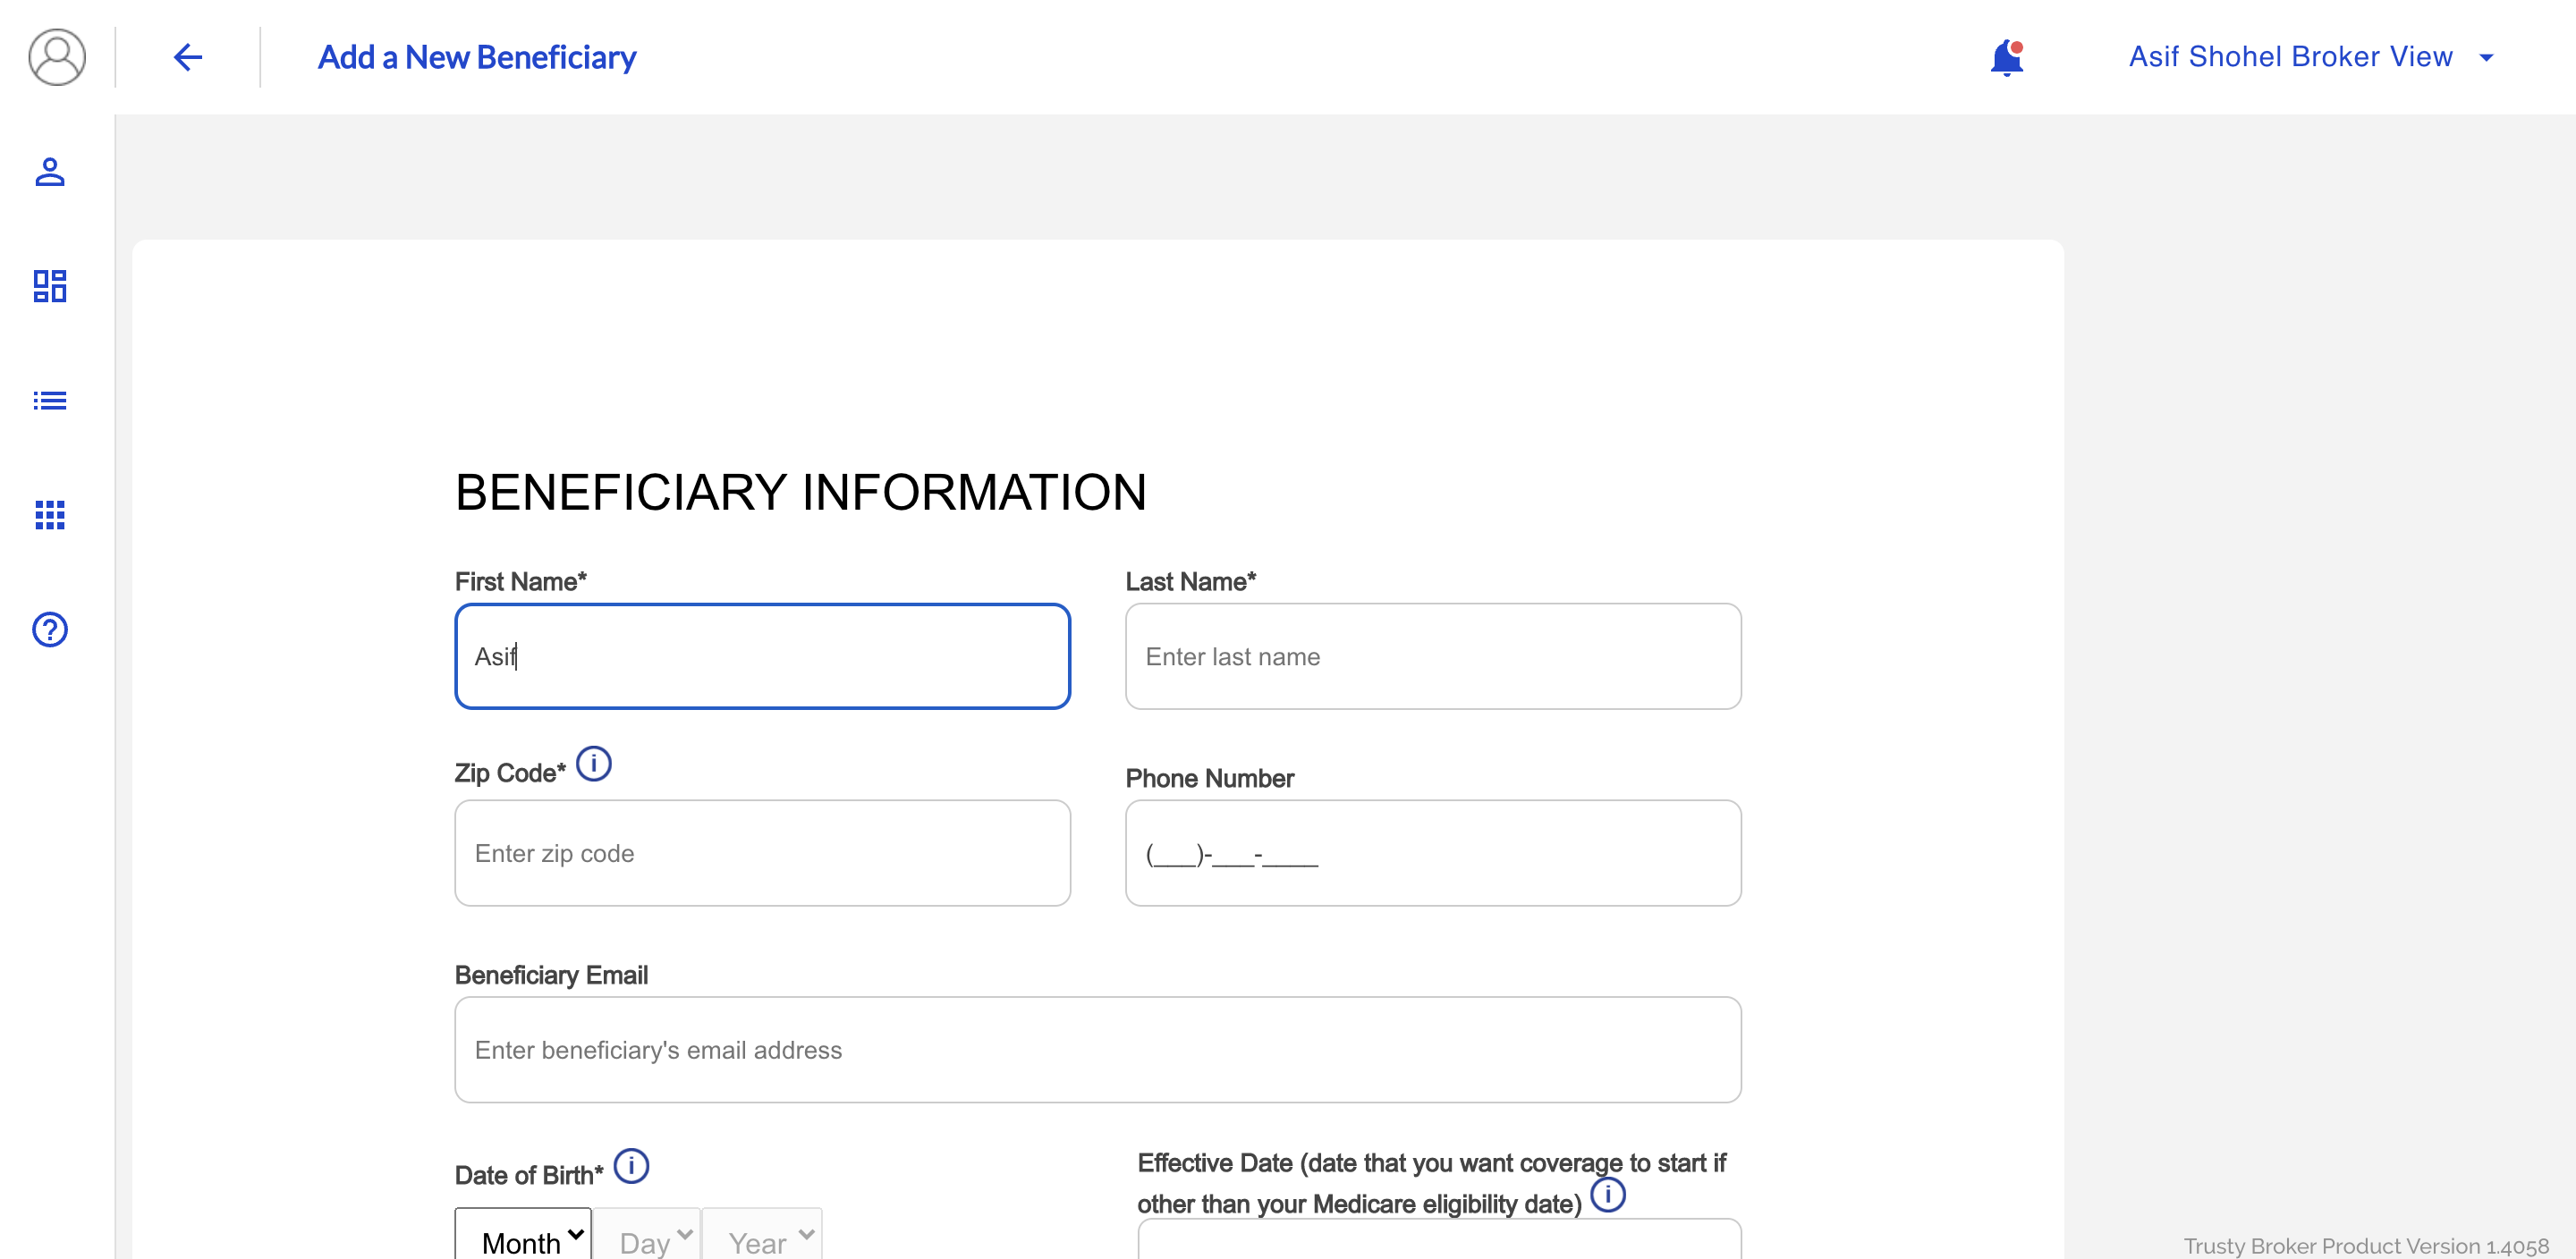 Add a New Beneficiary
Asif Shohel Broker View
BENEFICIARY INFORMATION
First Name*
Last Name*
Asif
Enter last name
Zip Code* i
Phone Number
Enter zip code
(___)-___-____
Beneficiary Email
Enter beneficiary's email address
Date of Birth* i
Effective Date (date that you want coverage to start if
other than your Medicare eligibility date) i
Month
Day
Year
Trusty Broker Product Version 1.4058